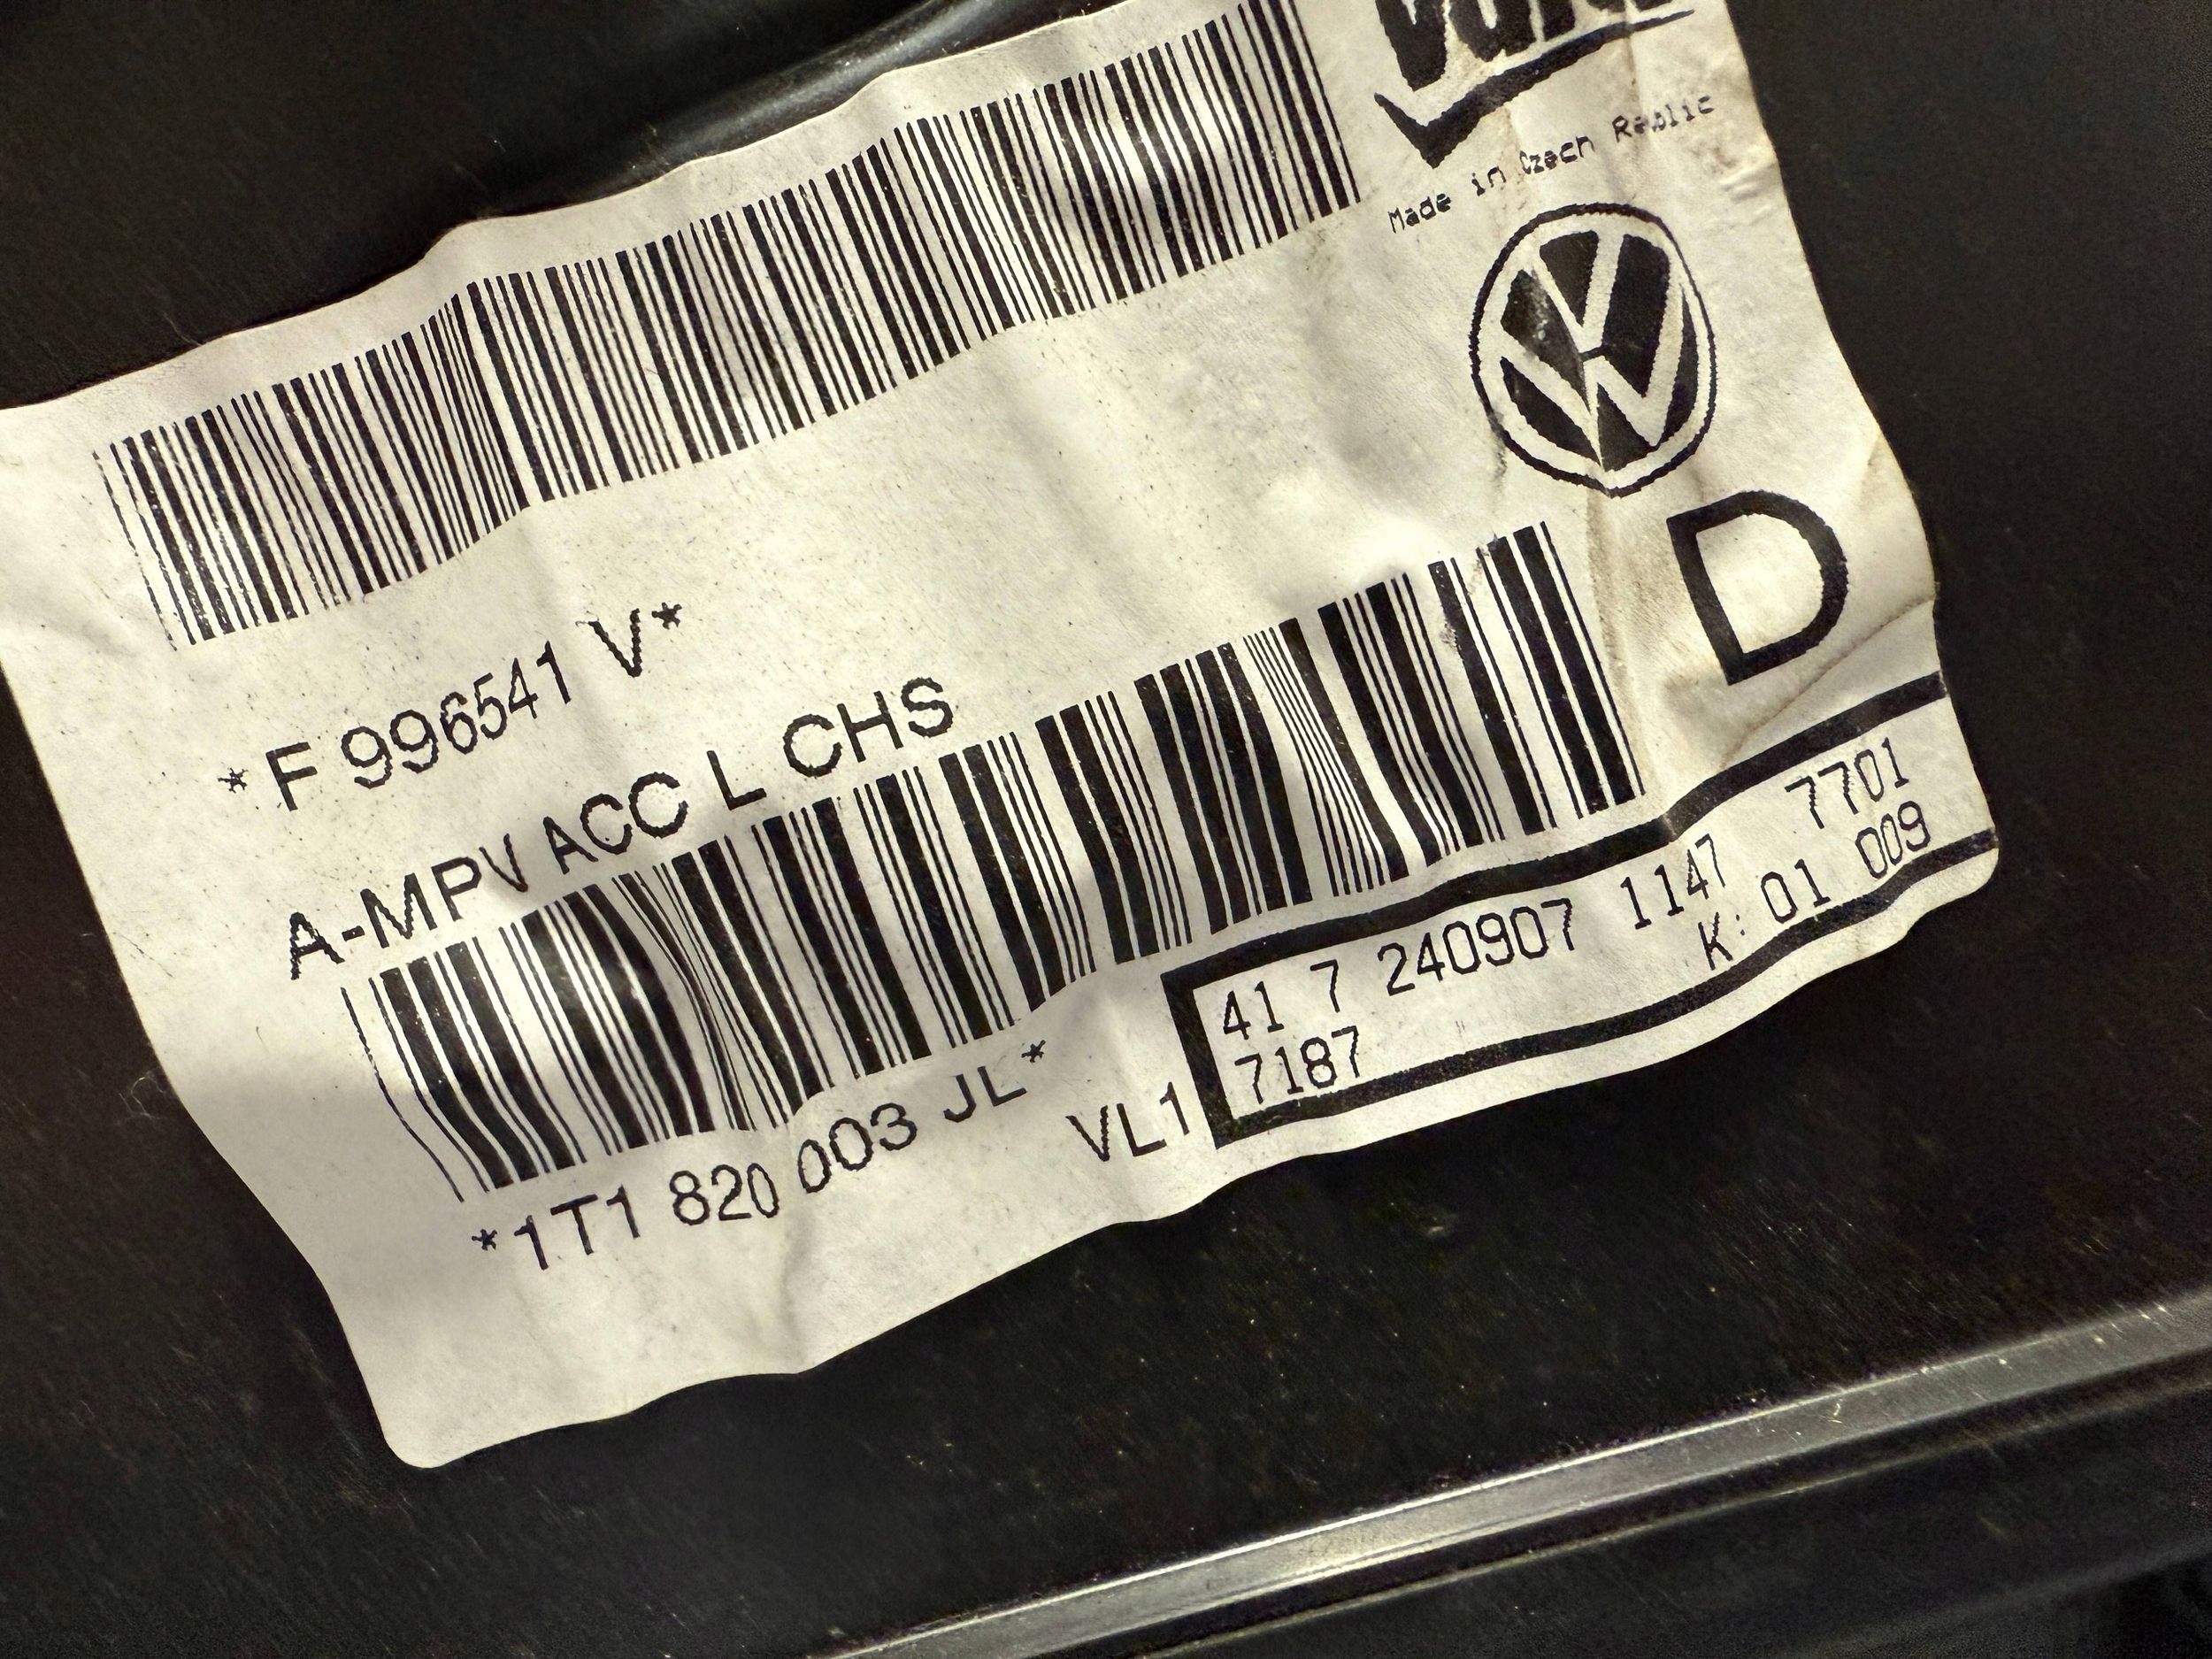 Made in Czech Reblic
*F 996541 V*
A-MPV ACC L CHS
D
*1T1 820 003 JL*
VL1
41 7 240907 1147 7701
7187 K: 01 009